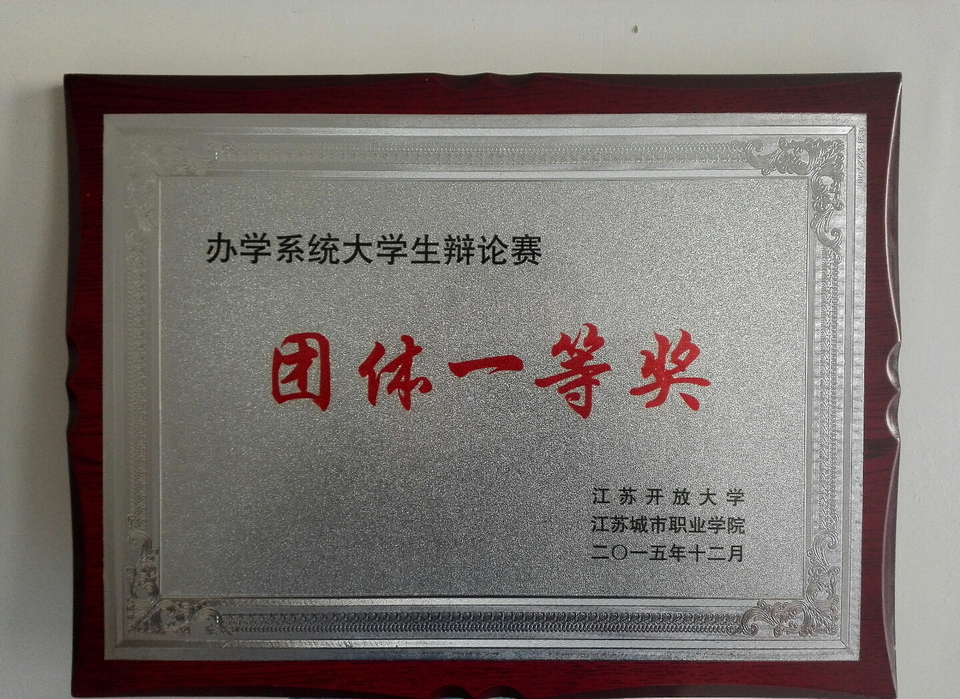 办学系统大学生辩论赛
团体一等奖
江苏开放大学
江苏城市职业学院
二〇一五年十二月